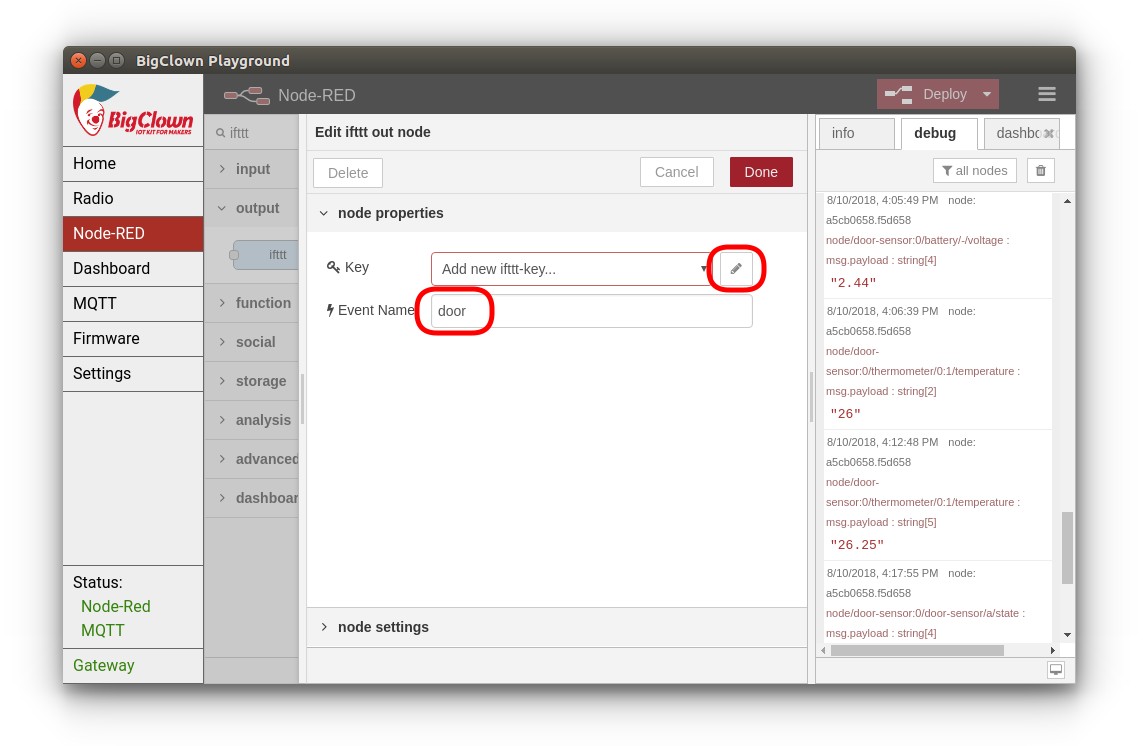 BigClown Playground
BigClown
IOT KIT FOR MAKERS
Home
Radio
Node-RED
Dashboard
MQTT
Firmware
Settings
Status:
Node-Red
MQTT
Gateway
Node-RED
Deploy
ifttt
input
output
ifttt
function
social
storage
analysis
advanced
dashboar
Edit ifttt out node
Delete
Cancel
Done
node properties
Key
Add new ifttt-key...
Event Name
door
node settings
info
debug
dashbo
all nodes
8/10/2018, 4:05:49 PM node:
a5cb0658.f5d658
node/door-sensor:0/battery/-/voltage :
msg.payload : string[4]
"2.44"
8/10/2018, 4:06:39 PM node:
a5cb0658.f5d658
node/door-
sensor:0/thermometer/0:1/temperature :
msg.payload : string[2]
"26"
8/10/2018, 4:12:48 PM node:
a5cb0658.f5d658
node/door-
sensor:0/thermometer/0:1/temperature :
msg.payload : string[5]
"26.25"
8/10/2018, 4:17:55 PM node:
a5cb0658.f5d658
node/door-sensor:0/door-sensor/a/state :
msg.payload : string[4]